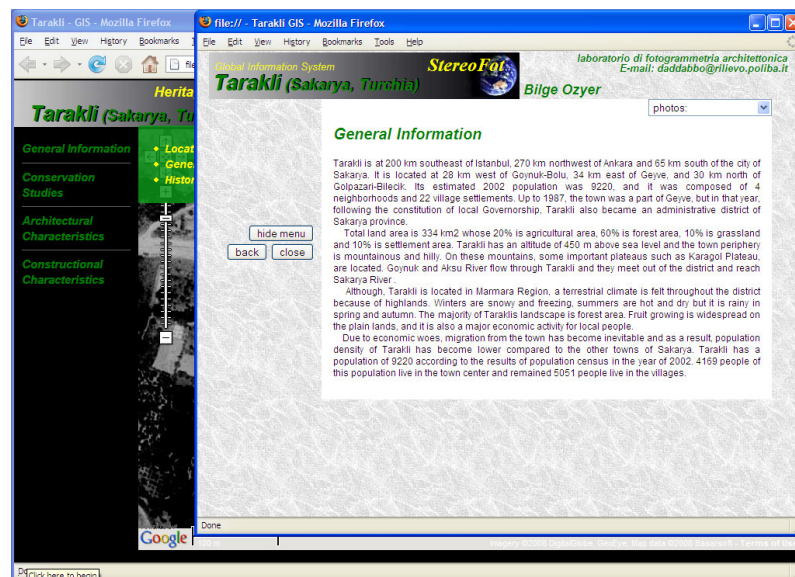 Tarakli - GIS - Mozilla Firefox
File Edit View History Bookmarks
Herita
Tarakli (Sakarya, Tu
General Information
Conservation
Studies
Architectural
Characteristics
Constructional
Characteristics
Locat
Gene
Histor
Google
Click here to begin
file:// - Tarakli GIS - Mozilla Firefox
File Edit View History Bookmarks Tools Help
Global Information System
StereoFot
Tarakli (Sakarya, Turchia)
laboratorio di fotogrammetria architettonica
E-mail: daddabbo@rilievo.poliba.it
Bilge Ozyer
photos:
hide menu
back close
General Information
Tarakli is at 200 km southeast of Istanbul, 270 km northwest of Ankara and 65 km south of the city of
Sakarya. It is located at 28 km west of Goynuk-Bolu, 34 km east of Geyve, and 30 km north of
Golpazari-Bilecik. Its estimated 2002 population was 9220, and it was composed of 4
neighborhoods and 22 village settlements. Up to 1987, the town was a part of Geyve, but in that year,
following the constitution of local Governorship, Tarakli also became an administrative district of
Sakarya province.
Total land area is 334 km2 whose 20% is agricultural area, 60% is forest area, 10% is grassland
and 10% is settlement area. Tarakli has an altitude of 450 m above sea level and the town periphery
is mountainous and hilly. On these mountains, some important plateaus such as Karagol Plateau,
are located. Goynuk and Aksu River flow through Tarakli and they meet out of the district and reach
Sakarya River .
Although, Tarakli is located in Marmara Region, a terrestrial climate is felt throughout the district
because of highlands. Winters are snowy and freezing, summers are hot and dry but it is rainy in
spring and autumn. The majority of Taraklis landscape is forest area. Fruit growing is widespread on
the plain lands, and it is also a major economic activity for local people.
Due to economic woes, migration from the town has become inevitable and as a result, population
density of Tarakli has become lower compared to the other towns of Sakarya. Tarakli has a
population of 9220 according to the results of population census in the year of 2002. 4169 people of
this population live in the town center and remained 5051 people live in the villages.
Done
Imagery ©2008 DigitalGlobe, GeoEye, Map data ©2008 Basarsoft - Terms of Us